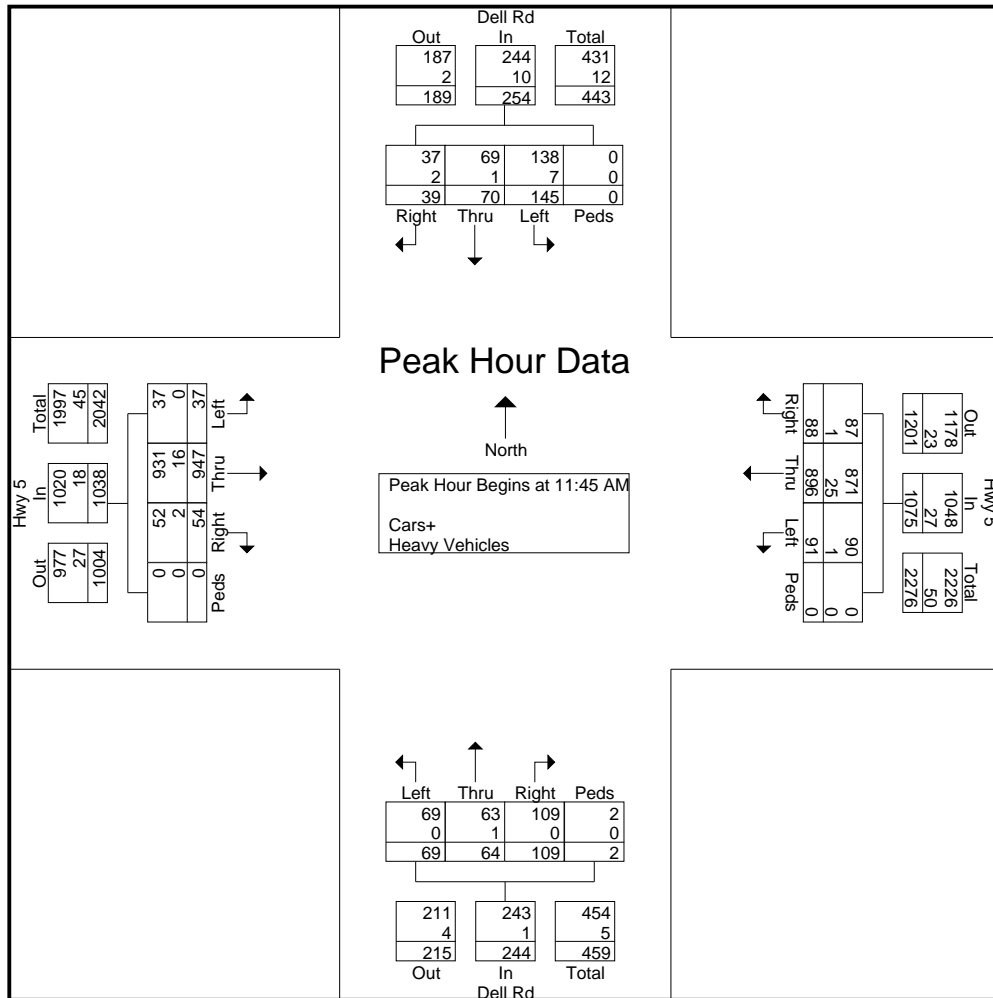 Dell Rd
Out In Total
187 244 431
2 10 12
189 254 443
37 69 138 0
2 1 7 0
39 70 145 0
Right Thru Left Peds
Peak Hour Data
North
Peak Hour Begins at 11:45 AM
Cars+
Heavy Vehicles
Hwy 5
Out In Total
977 1020 1997
27 18 45
1004 1038 2042
Peds Right Thru Left
0 52 931 37
0 2 16 0
0 54 947 37
Hwy 5
Out In Total
1178 1048 2226
23 27 50
1201 1075 2276
87 871 90 0
1 25 1 0
88 896 91 0
Right Thru Left Peds
Left Thru Right Peds
69 63 109 2
0 1 0 0
69 64 109 2
211 243 454
4 1 5
215 244 459
Out In Total
Dell Rd